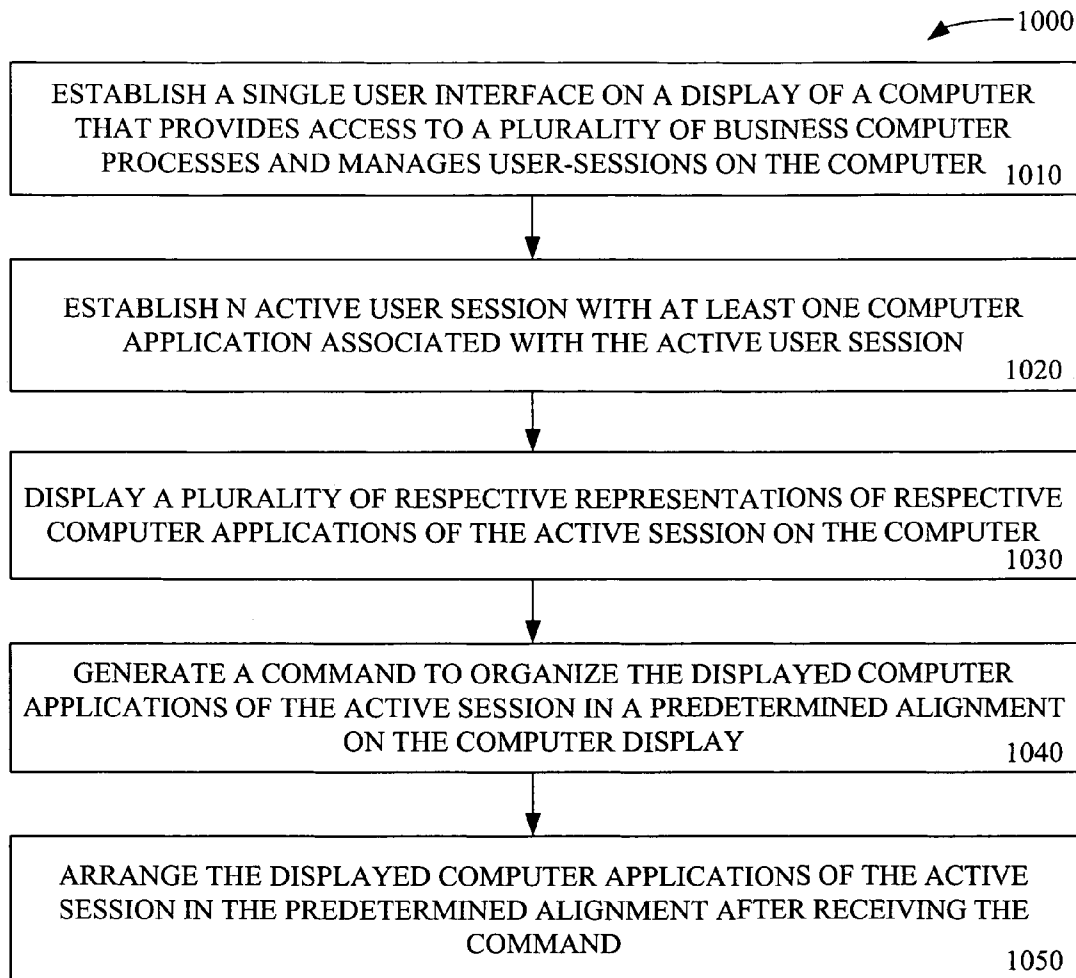 1000
ESTABLISH A SINGLE USER INTERFACE ON A DISPLAY OF A COMPUTER
THAT PROVIDES ACCESS TO A PLURALITY OF BUSINESS COMPUTER
PROCESSES AND MANAGES USER-SESSIONS ON THE COMPUTER
1010
ESTABLISH N ACTIVE USER SESSION WITH AT LEAST ONE COMPUTER
APPLICATION ASSOCIATED WITH THE ACTIVE USER SESSION
1020
DISPLAY A PLURALITY OF RESPECTIVE REPRESENTATIONS OF RESPECTIVE
COMPUTER APPLICATIONS OF THE ACTIVE SESSION ON THE COMPUTER
1030
GENERATE A COMMAND TO ORGANIZE THE DISPLAYED COMPUTER
APPLICATIONS OF THE ACTIVE SESSION IN A PREDETERMINED ALIGNMENT
ON THE COMPUTER DISPLAY
1040
ARRANGE THE DISPLAYED COMPUTER APPLICATIONS OF THE ACTIVE
SESSION IN THE PREDETERMINED ALIGNMENT AFTER RECEIVING THE
COMMAND
1050